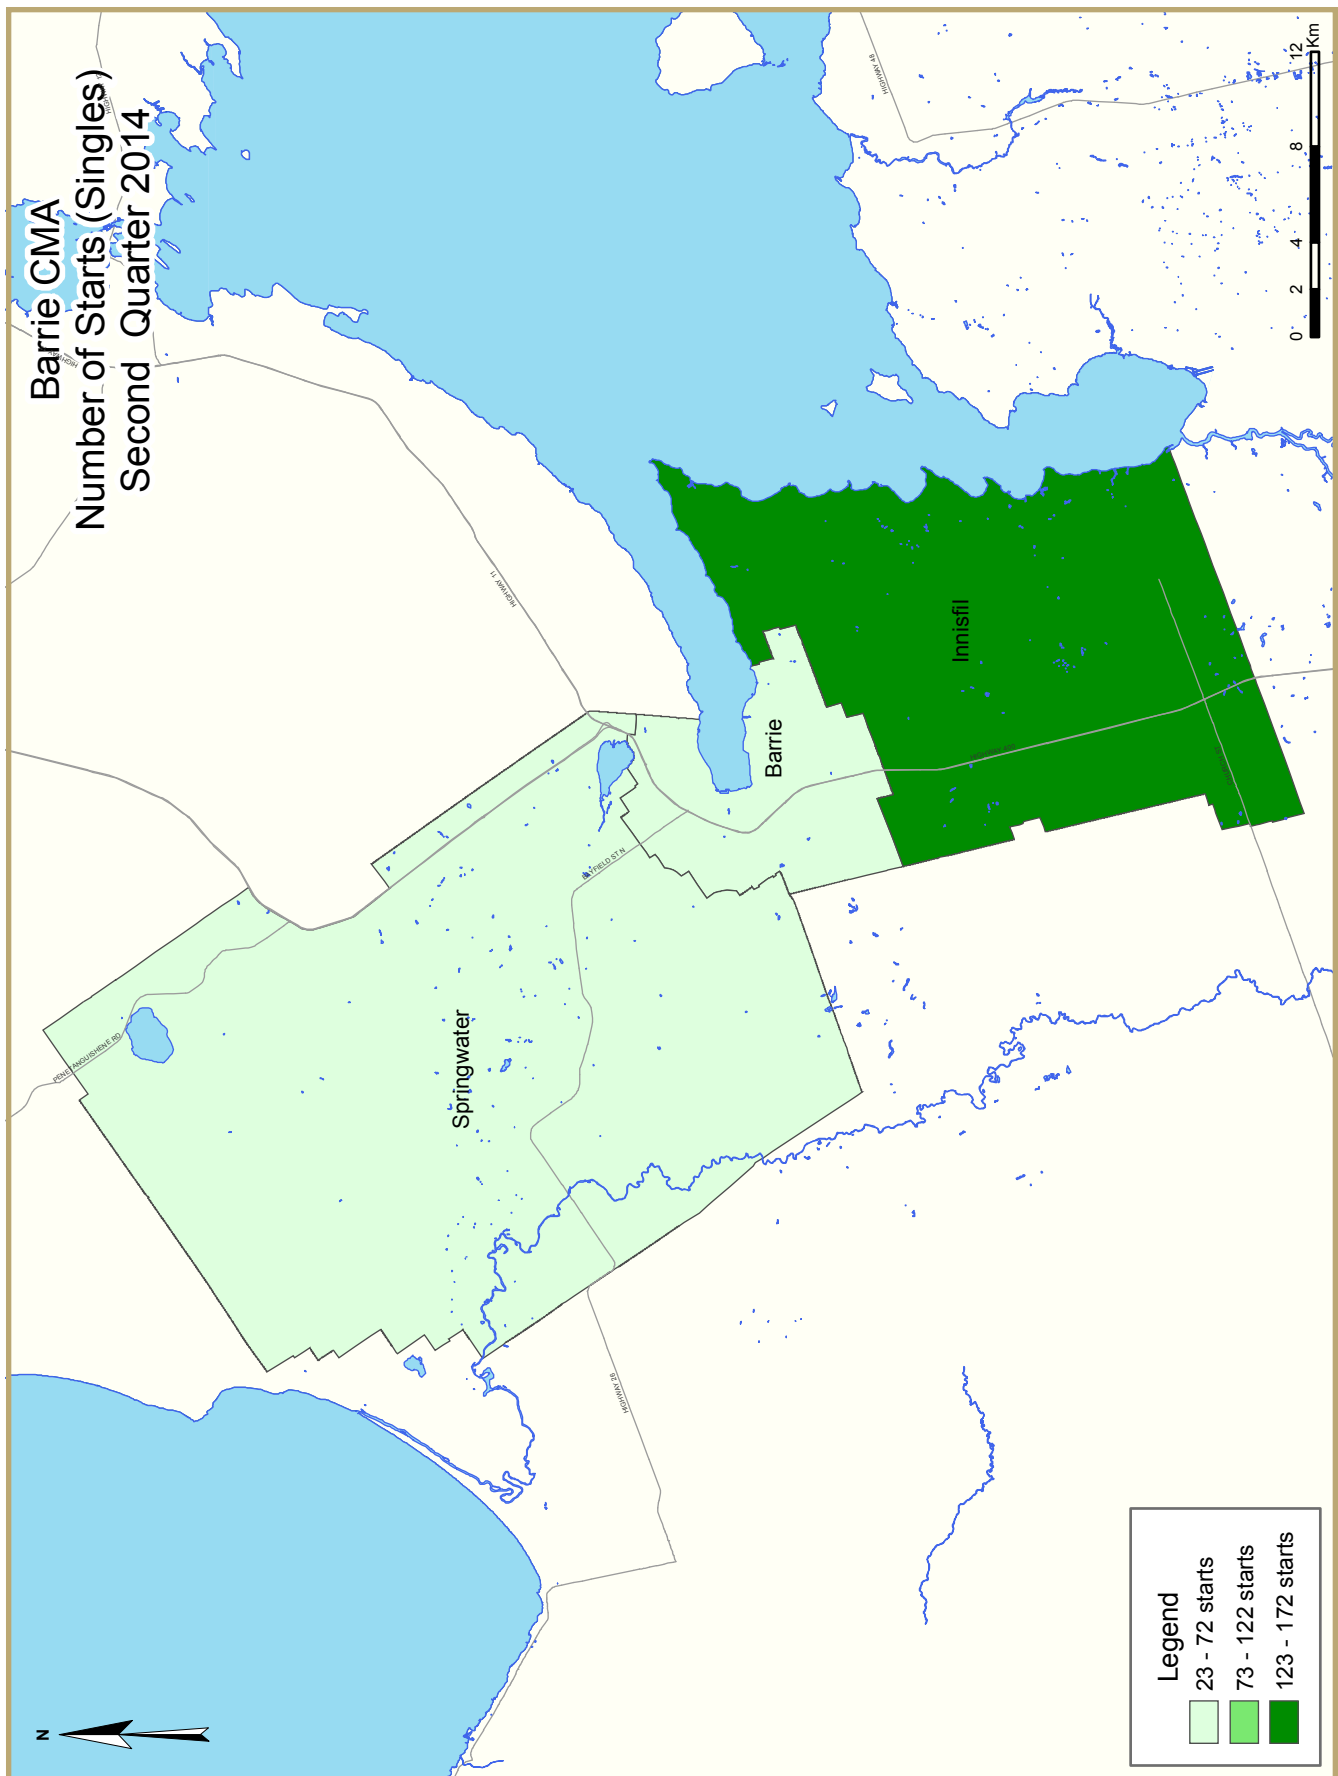 Barrie CMA
Number of Starts (Singles)
Second Quarter 2014
N
HIGHWAY 48
HIGHWAY 11
PENETANGUISHENE RD
BAYFIELD ST N
Springwater
Barrie
Innisfil
HIGHWAY 26
Legend
23 - 72 starts
73 - 122 starts
123 - 172 starts
0 2 4 8 12
Km